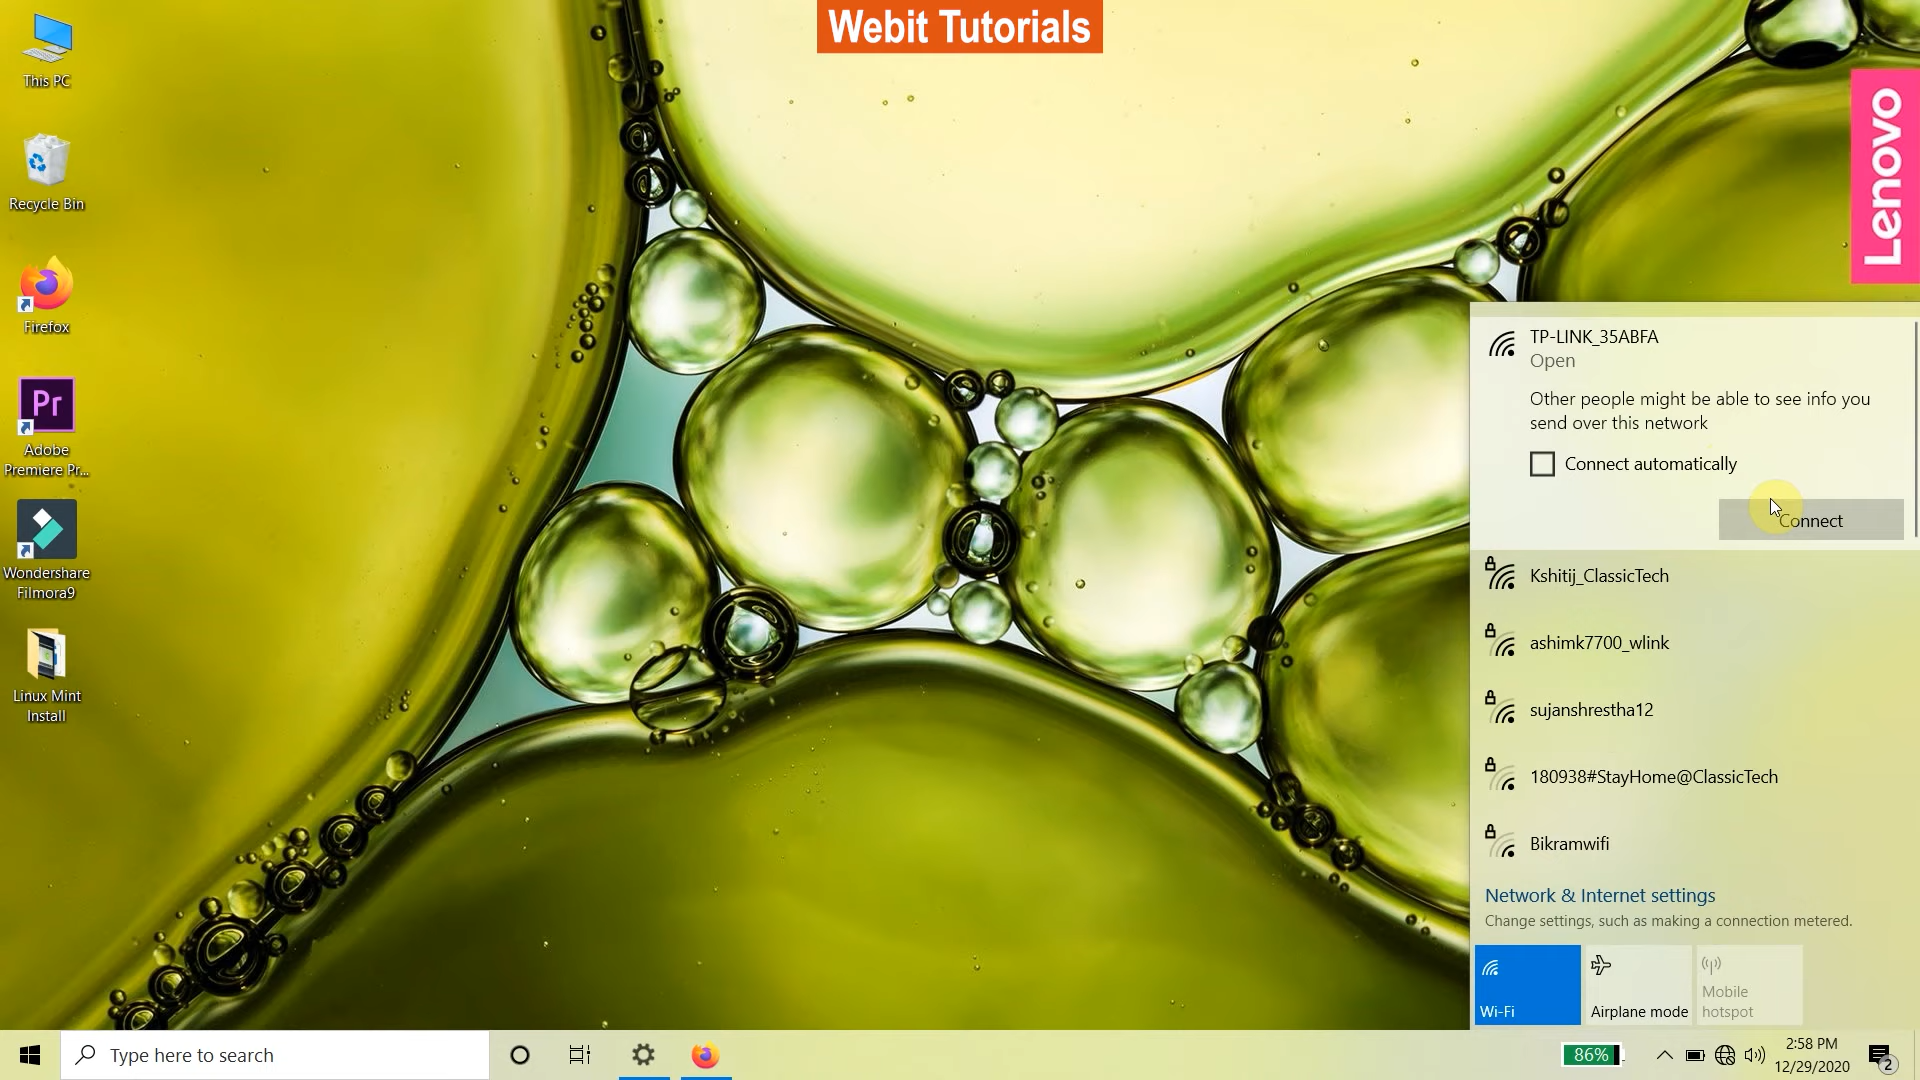 Webit Tutorials
This PC
Recycle Bin
Firefox
Pr
Adobe
Premiere Pr...
Wondershare
Filmora9
Linux Mint
Install
Lenovo
TP-LINK_35ABFA
Open
Other people might be able to see info you
send over this network
Connect automatically
Connect
Kshitij_ClassicTech
ashimk7700_wlink
sujanshrestha12
180938#StayHome@ClassicTech
Bikramwifi
Network & Internet settings
Change settings, such as making a connection metered.
Wi-Fi
Airplane mode
Mobile
hotspot
Type here to search
86%
2:58 PM
12/29/2020
2